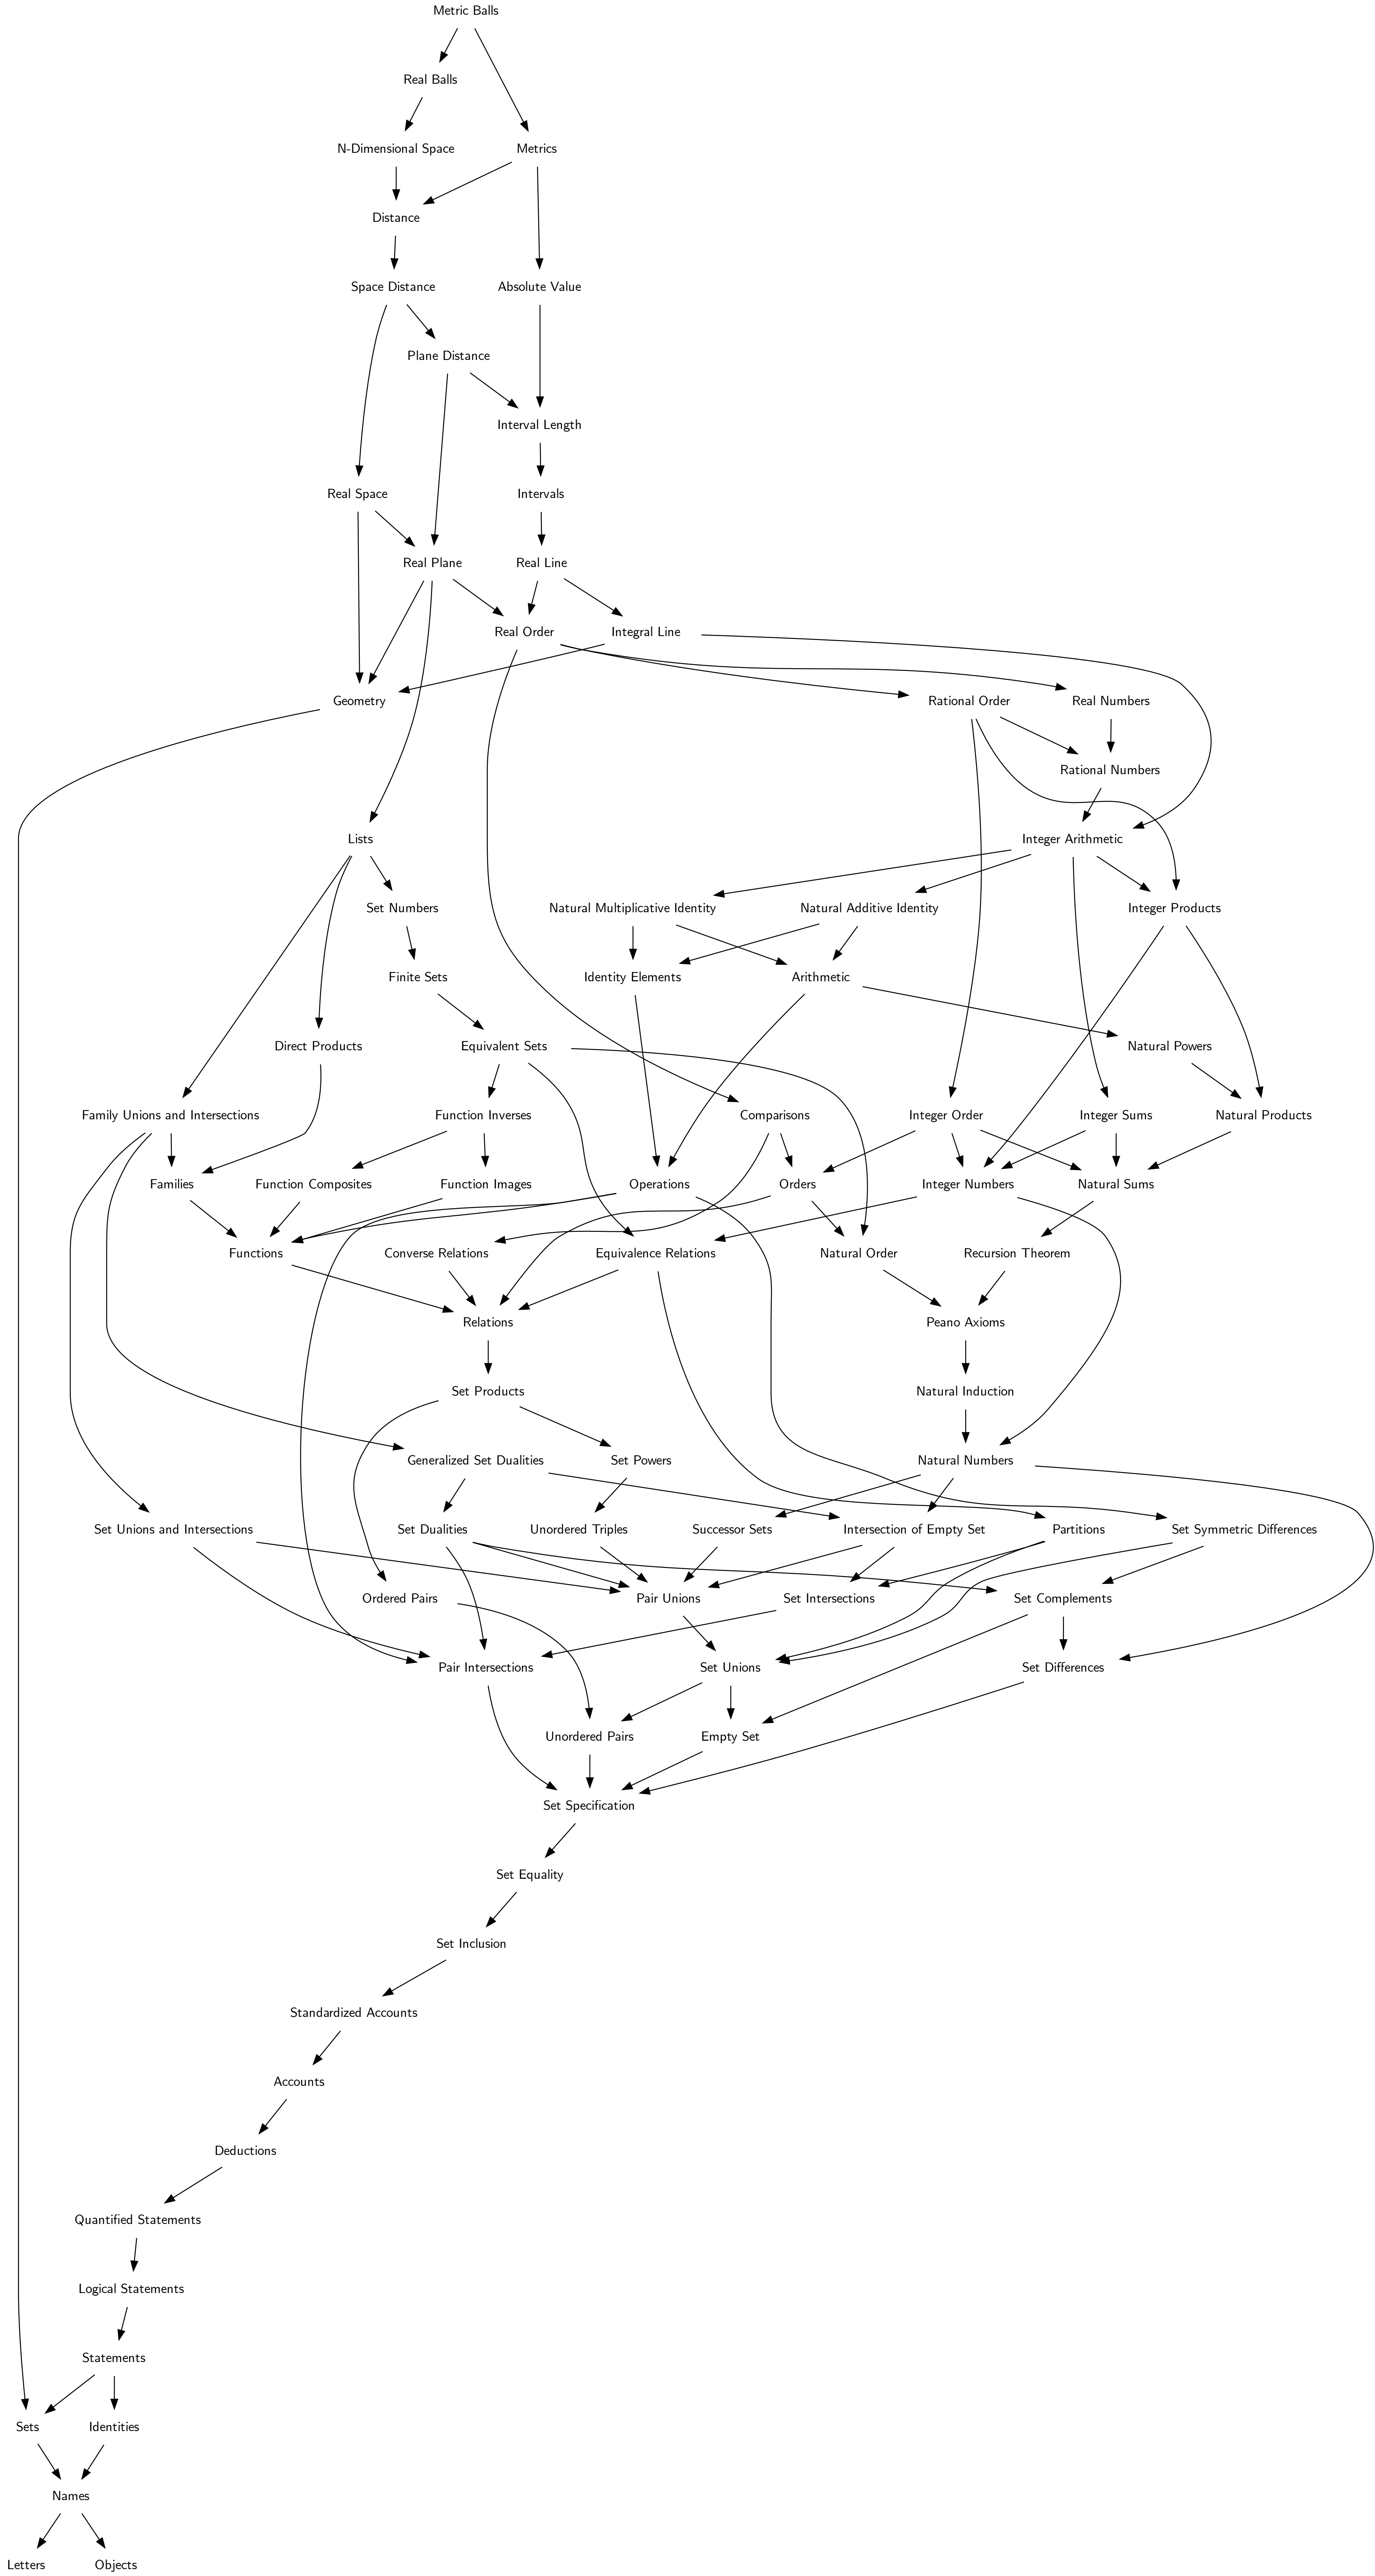 Metric Balls
Real Balls
N-Dimensional Space
Metrics
Distance
Space Distance
Absolute Value
Plane Distance
Interval Length
Real Space
Intervals
Real Plane
Real Line
Real Order
Integral Line
Geometry
Rational Order
Real Numbers
Rational Numbers
Lists
Integer Arithmetic
Set Numbers
Natural Multiplicative Identity
Natural Additive Identity
Integer Products
Finite Sets
Identity Elements
Arithmetic
Direct Products
Equivalent Sets
Natural Powers
Family Unions and Intersections
Function Inverses
Comparisons
Integer Order
Integer Sums
Natural Products
Families
Function Composites
Function Images
Operations
Orders
Integer Numbers
Natural Sums
Functions
Converse Relations
Equivalence Relations
Natural Order
Recursion Theorem
Relations
Peano Axioms
Set Products
Natural Induction
Generalized Set Dualities
Set Powers
Natural Numbers
Set Unions and Intersections
Set Dualities
Unordered Triples
Successor Sets
Intersection of Empty Set
Partitions
Set Symmetric Differences
Ordered Pairs
Pair Unions
Set Intersections
Set Complements
Pair Intersections
Set Unions
Set Differences
Unordered Pairs
Empty Set
Set Specification
Set Equality
Set Inclusion
Standardized Accounts
Accounts
Deductions
Quantified Statements
Logical Statements
Statements
Sets
Identities
Names
Letters
Objects